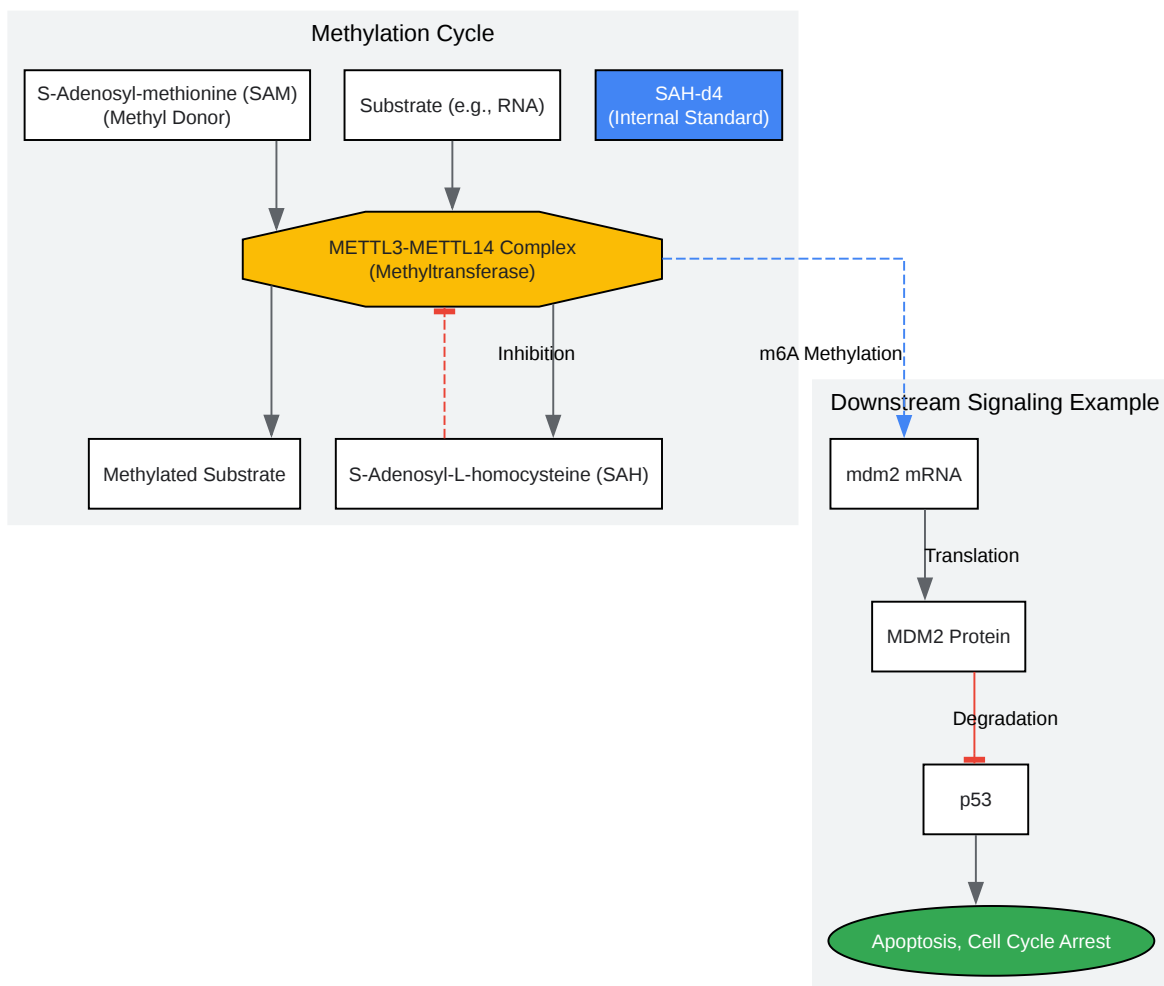 Methylation Cycle
S-Adenosyl-methionine (SAM)
(Methyl Donor)
Substrate (e.g., RNA)
SAH-d4
(Internal Standard)
METTL3-METTL14 Complex
(Methyltransferase)
Inhibition
m6A Methylation
Methylated Substrate
S-Adenosyl-L-homocysteine (SAH)
Downstream Signaling Example
mdm2 mRNA
Translation
MDM2 Protein
Degradation
p53
Apoptosis, Cell Cycle Arrest